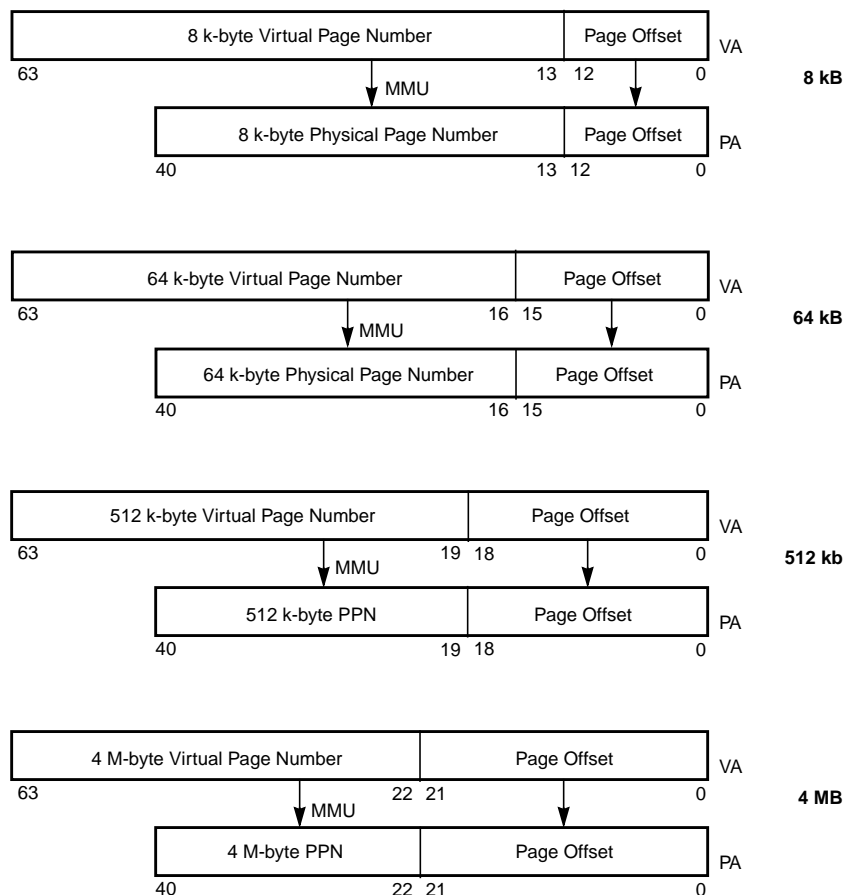 8 k-byte Virtual Page Number Page Offset VA
63 13 12 0
8 kB
MMU
8 k-byte Physical Page Number Page Offset PA
40 13 12 0
64 k-byte Virtual Page Number Page Offset VA
63 16 15 0
64 kB
MMU
64 k-byte Physical Page Number Page Offset PA
40 16 15 0
512 k-byte Virtual Page Number Page Offset VA
63 19 18 0
512 kb
MMU
512 k-byte PPN Page Offset PA
40 19 18 0
4 M-byte Virtual Page Number Page Offset VA
63 22 21 0
4 MB
MMU
4 M-byte PPN Page Offset PA
40 22 21 0